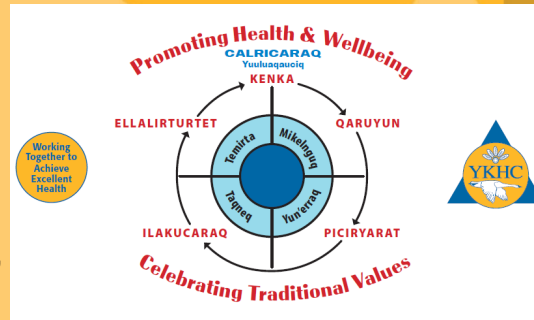 Promoting Health & Wellbeing
CALRICARAQ
Yuuluaqauciq
KENKA
ELLALIRTURTET
QARUYUN
Temirta
Mikelnguq
Taqneq
Yun'erraq
ILAKUCARAQ
PICIRYARAT
Celebrating Traditional Values
Working
Together to
Achieve
Excellent
Health
YKHC